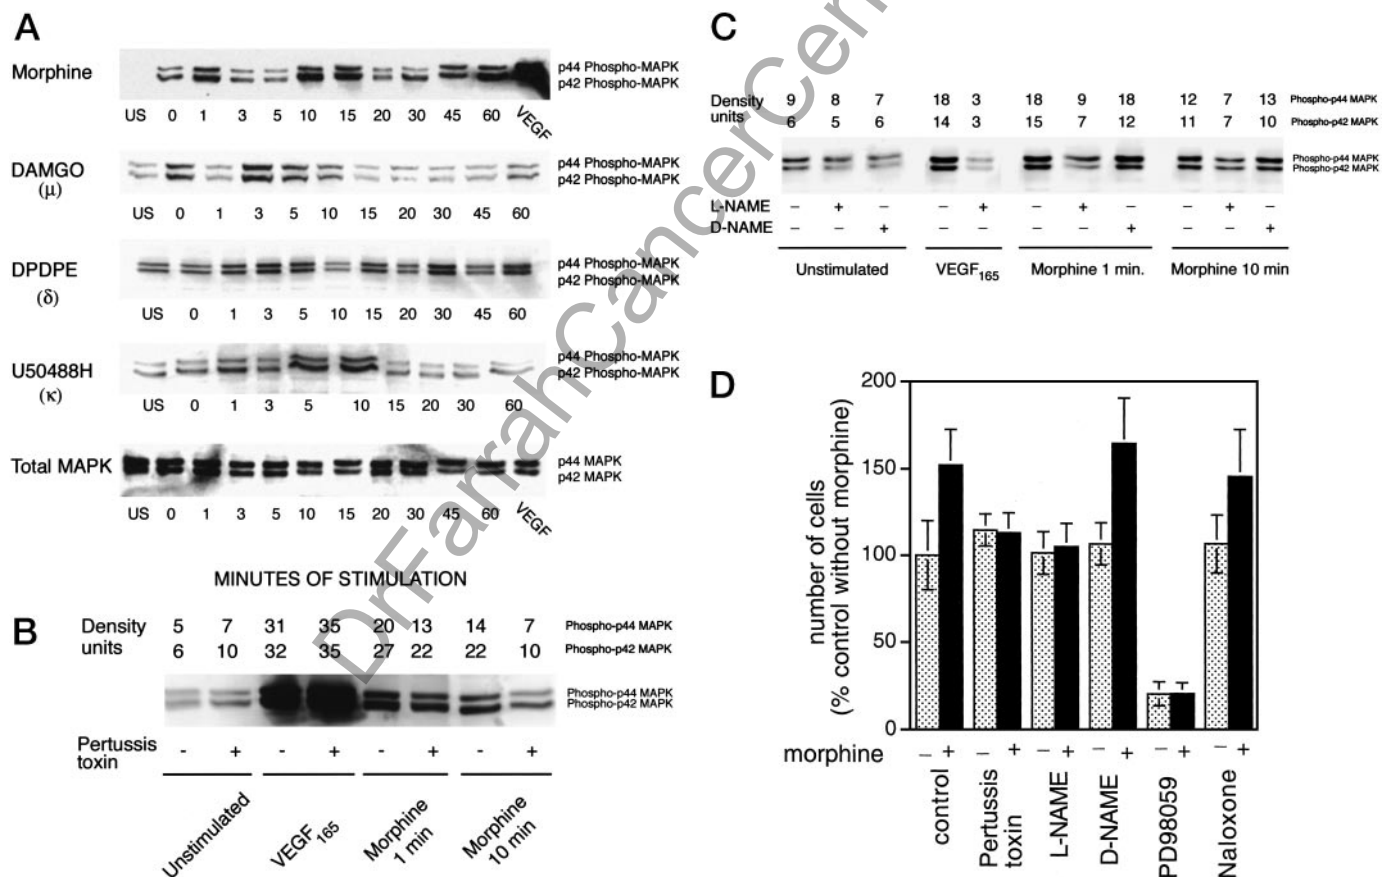 A
Morphine
p44 Phospho-MAPK
p42 Phospho-MAPK
US 0 1 3 5 10 15 20 30 45 60 VEGF
DAMGO
(μ)
p44 Phospho-MAPK
p42 Phospho-MAPK
US 0 1 3 5 10 15 20 30 45 60
DPDPE
(δ)
p44 Phospho-MAPK
p42 Phospho-MAPK
US 0 1 3 5 10 15 20 30 45 60
U50488H
(κ)
p44 Phospho-MAPK
p42 Phospho-MAPK
US 0 1 3 5 10 15 20 30 60
Total MAPK
p44 MAPK
p42 MAPK
US 0 1 3 5 10 15 20 30 45 60 VEGF
MINUTES OF STIMULATION
B
Density units
5 7 31 35 20 13 14 7 Phospho-p44 MAPK
6 10 32 35 27 22 22 10 Phospho-p42 MAPK
Phospho-p44 MAPK
Phospho-p42 MAPK
Pertussis toxin
- + - + - + - +
Unstimulated
VEGF165
Morphine 1 min
Morphine 10 min
C
Density units
9 8 7 18 3 18 9 18 12 7 13 Phospho-p44 MAPK
6 5 6 14 3 15 7 12 11 7 10 Phospho-p42 MAPK
Phospho-p44 MAPK
Phospho-p42 MAPK
L-NAME − + − − + − + − − + −
D-NAME − − + − − − − + − − +
Unstimulated VEGF165 Morphine 1 min. Morphine 10 min
D
number of cells
(% control without morphine)
200
150
100
50
0
morphine − + − + − + − + − + − +
control
Pertussis toxin
L-NAME
D-NAME
PD98059
Naloxone
DrFarrahCancerCen